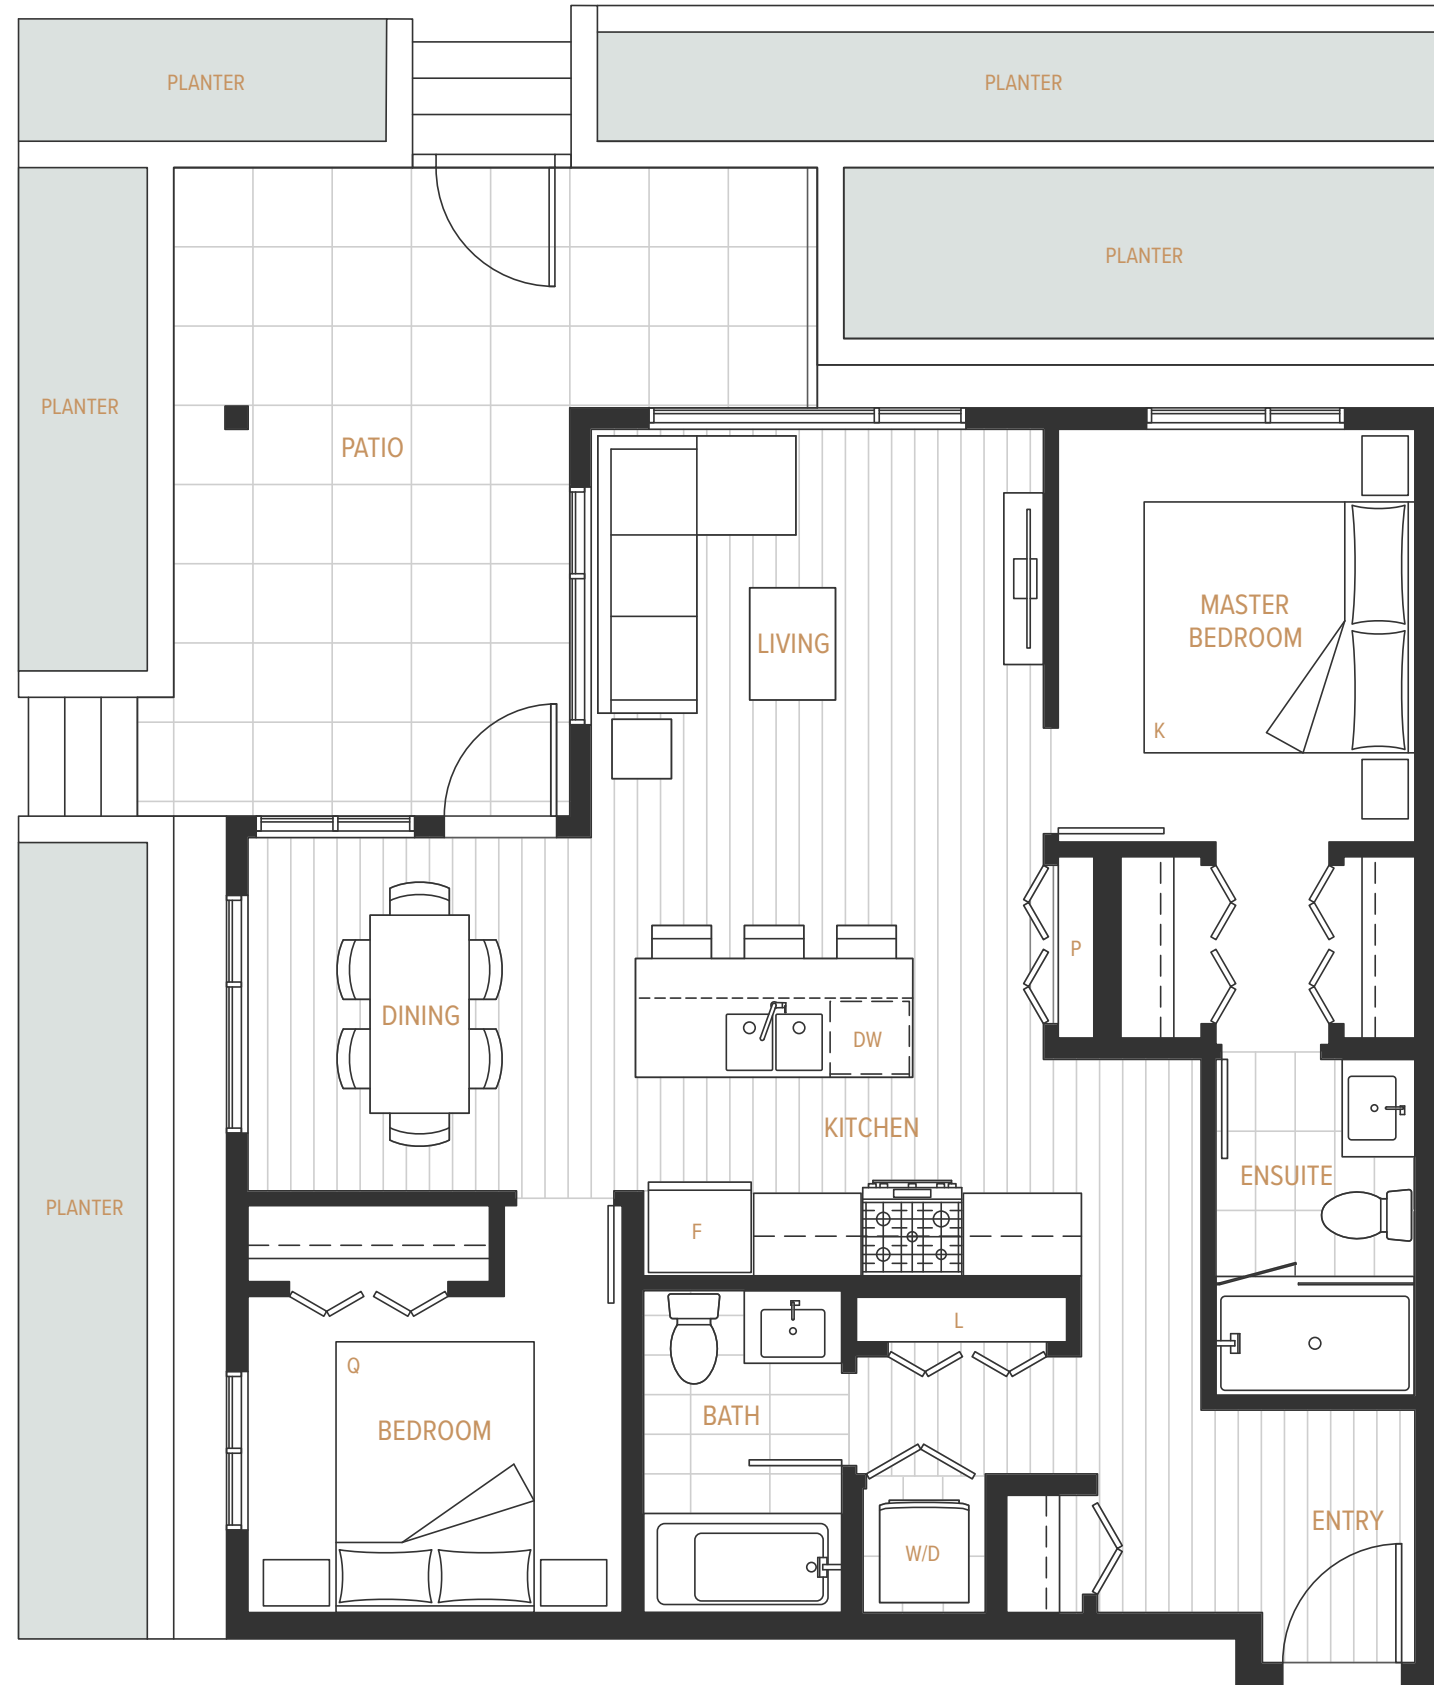 PLANTER
PLANTER
PLANTER
PLANTER
PATIO
MASTER
BEDROOM
LIVING
K
P
DINING
DW
KITCHEN
ENSUITE
PLANTER
F
L
Q
BATH
BEDROOM
ENTRY
W/D